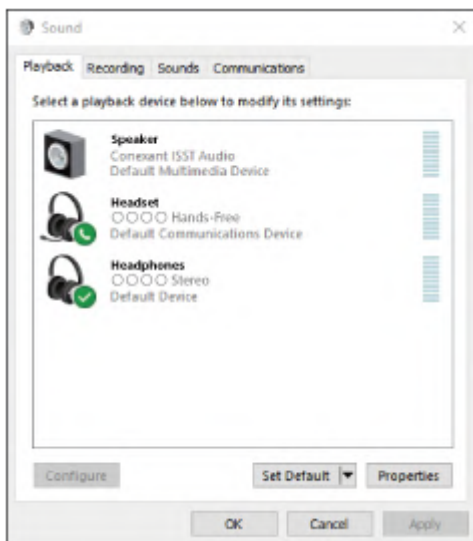 Sound
Playback Recording Sounds Communications
Select a playback device below to modify its settings:
Speaker
Conexant ISST Audio
Default Multimedia Device
Headset
○○○○ Hands-Free
Default Communications Device
Headphones
○○○○ Stereo
Default Device
Configure Set Default Properties
OK Cancel Apply